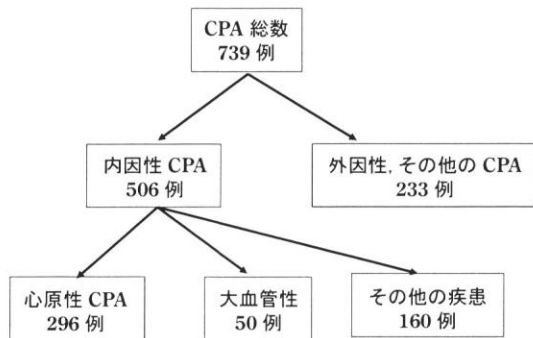 CPA 総数
739 例
内因性 CPA
506 例
外因性, その他の CPA
233 例
心原性 CPA
296 例
大血管性
50 例
その他の疾患
160 例